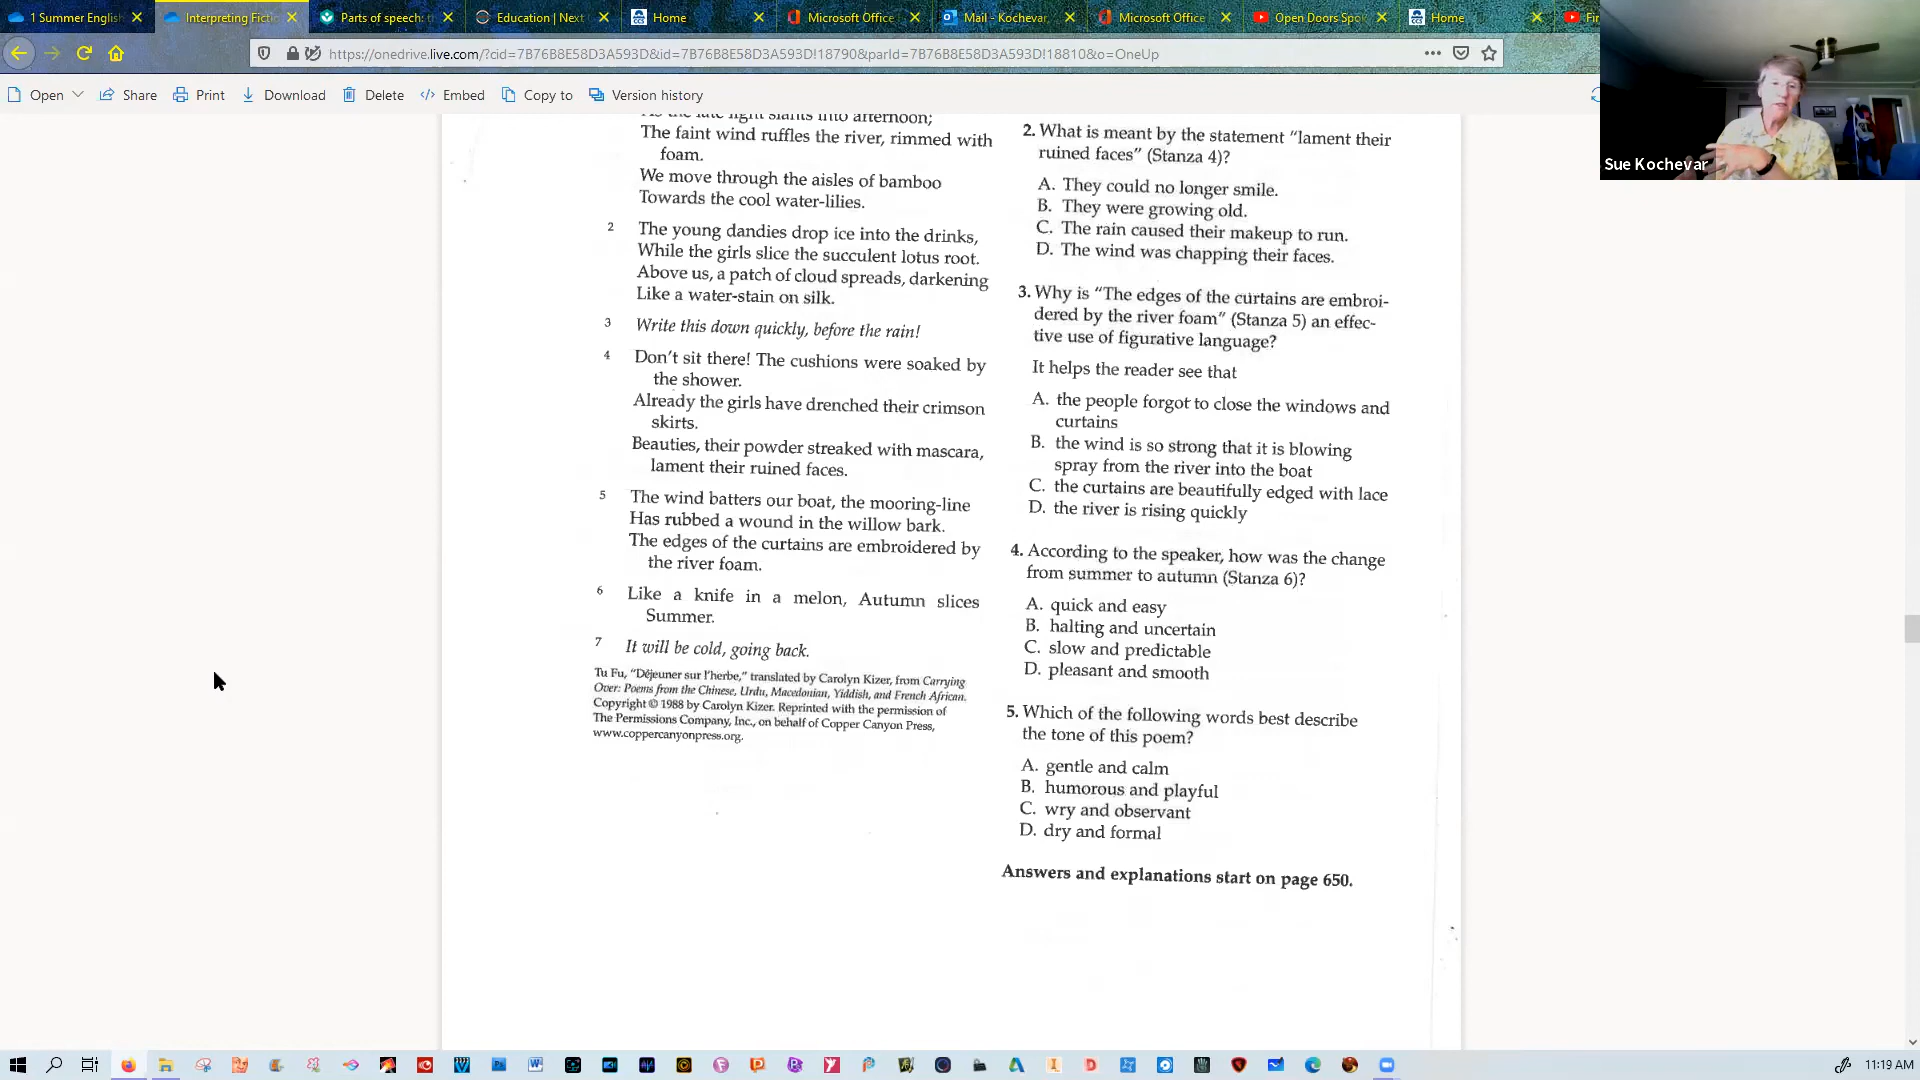 1 Summer English
Interpreting Fictio
Parts of speech: t
Education | Next
Home
Microsoft Office
Mail - Kochevar,
Microsoft Office
Open Doors Spo
Home
Fir
https://onedrive.live.com/?cid=7B76B8E58D3A593D&id=7B76B8E58D3A593D!18790&parId=7B76B8E58D3A593D!18810&o=OneUp
Open
Share
Print
Download
Delete
Embed
Copy to
Version history
Sue Kochevar
As the late light slants into afternoon;
The faint wind ruffles the river, rimmed with
foam.
We move through the aisles of bamboo
Towards the cool water-lilies.
2 The young dandies drop ice into the drinks,
While the girls slice the succulent lotus root.
Above us, a patch of cloud spreads, darkening
Like a water-stain on silk.
3 Write this down quickly, before the rain!
4 Don't sit there! The cushions were soaked by
the shower.
Already the girls have drenched their crimson
skirts.
Beauties, their powder streaked with mascara,
lament their ruined faces.
5 The wind batters our boat, the mooring-line
Has rubbed a wound in the willow bark.
The edges of the curtains are embroidered by
the river foam.
6 Like a knife in a melon, Autumn slices
Summer.
7 It will be cold, going back.
Tu Fu, "Déjeuner sur l'herbe," translated by Carolyn Kizer, from Carrying
Over: Poems from the Chinese, Urdu, Macedonian, Yiddish, and French African.
Copyright © 1988 by Carolyn Kizer. Reprinted with the permission of
The Permissions Company, Inc., on behalf of Copper Canyon Press,
www.coppercanyonpress.org.
2. What is meant by the statement "lament their
ruined faces" (Stanza 4)?
A. They could no longer smile.
B. They were growing old.
C. The rain caused their makeup to run.
D. The wind was chapping their faces.
3. Why is "The edges of the curtains are embroi-
dered by the river foam" (Stanza 5) an effec-
tive use of figurative language?
It helps the reader see that
A. the people forgot to close the windows and
curtains
B. the wind is so strong that it is blowing
spray from the river into the boat
C. the curtains are beautifully edged with lace
D. the river is rising quickly
4. According to the speaker, how was the change
from summer to autumn (Stanza 6)?
A. quick and easy
B. halting and uncertain
C. slow and predictable
D. pleasant and smooth
5. Which of the following words best describe
the tone of this poem?
A. gentle and calm
B. humorous and playful
C. wry and observant
D. dry and formal
Answers and explanations start on page 650.
11:19 AM